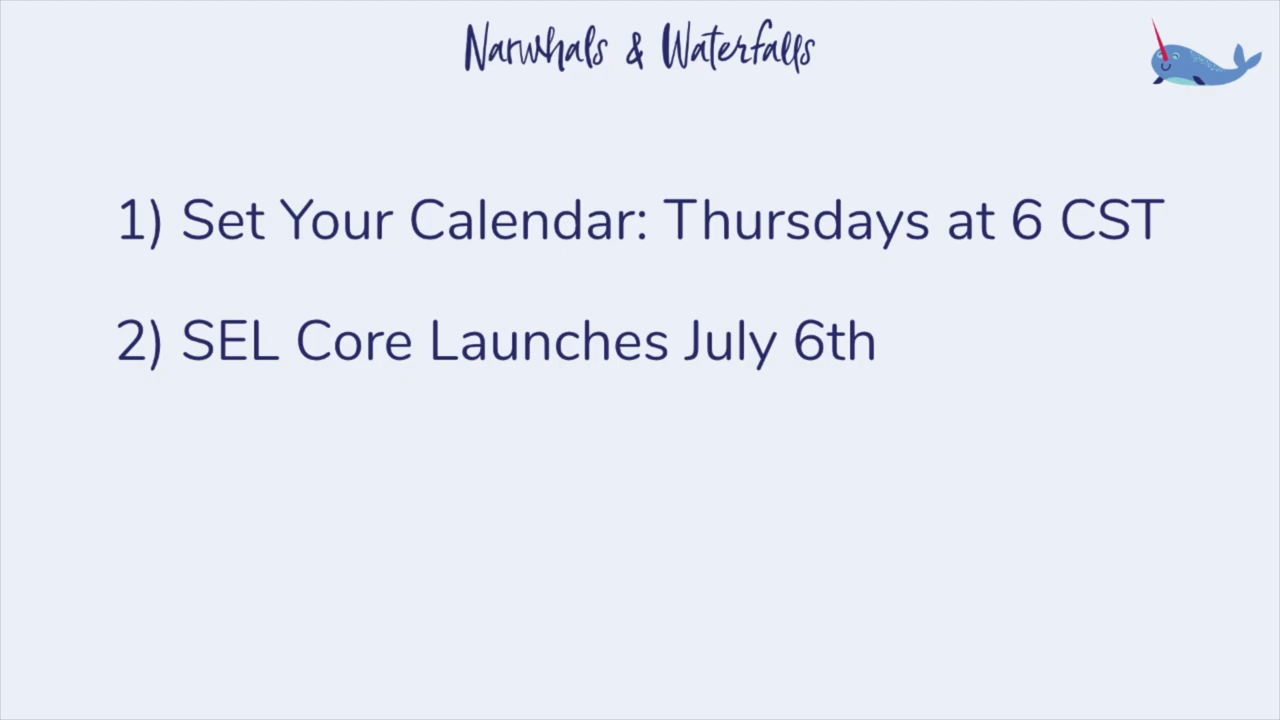 Narwhals & Waterfalls
1) Set Your Calendar: Thursdays at 6 CST
2) SEL Core Launches July 6th